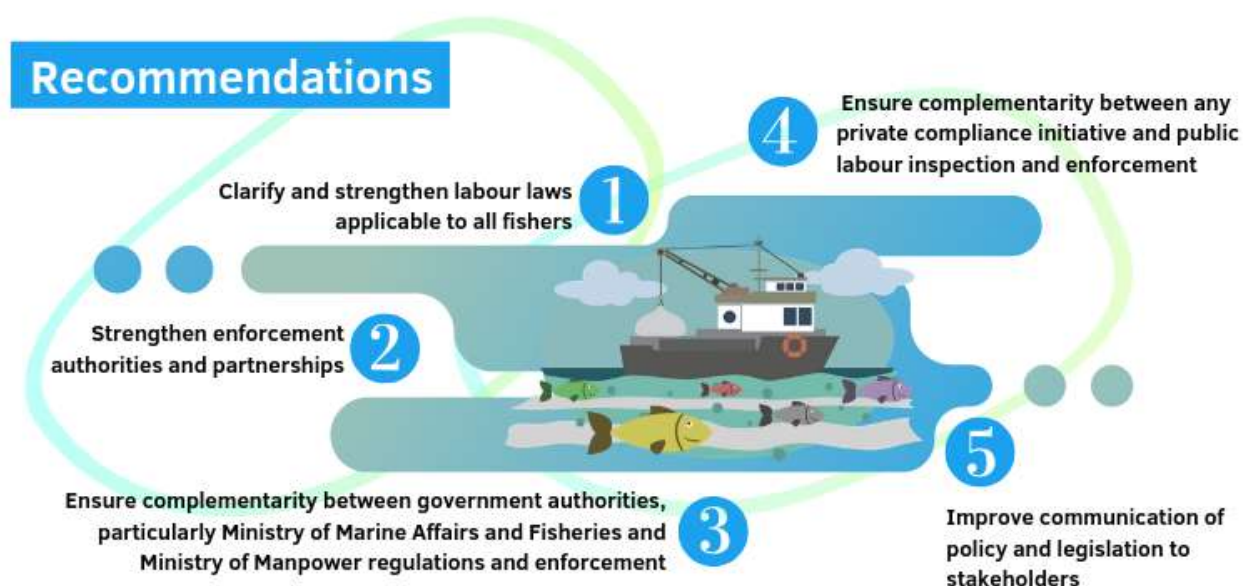 Recommendations
1
Clarify and strengthen labour laws
applicable to all fishers
2
Strengthen enforcement
authorities and partnerships
3
Ensure complementarity between government authorities,
particularly Ministry of Marine Affairs and Fisheries and
Ministry of Manpower regulations and enforcement
4
Ensure complementarity between any
private compliance initiative and public
labour inspection and enforcement
5
Improve communication of
policy and legislation to
stakeholders